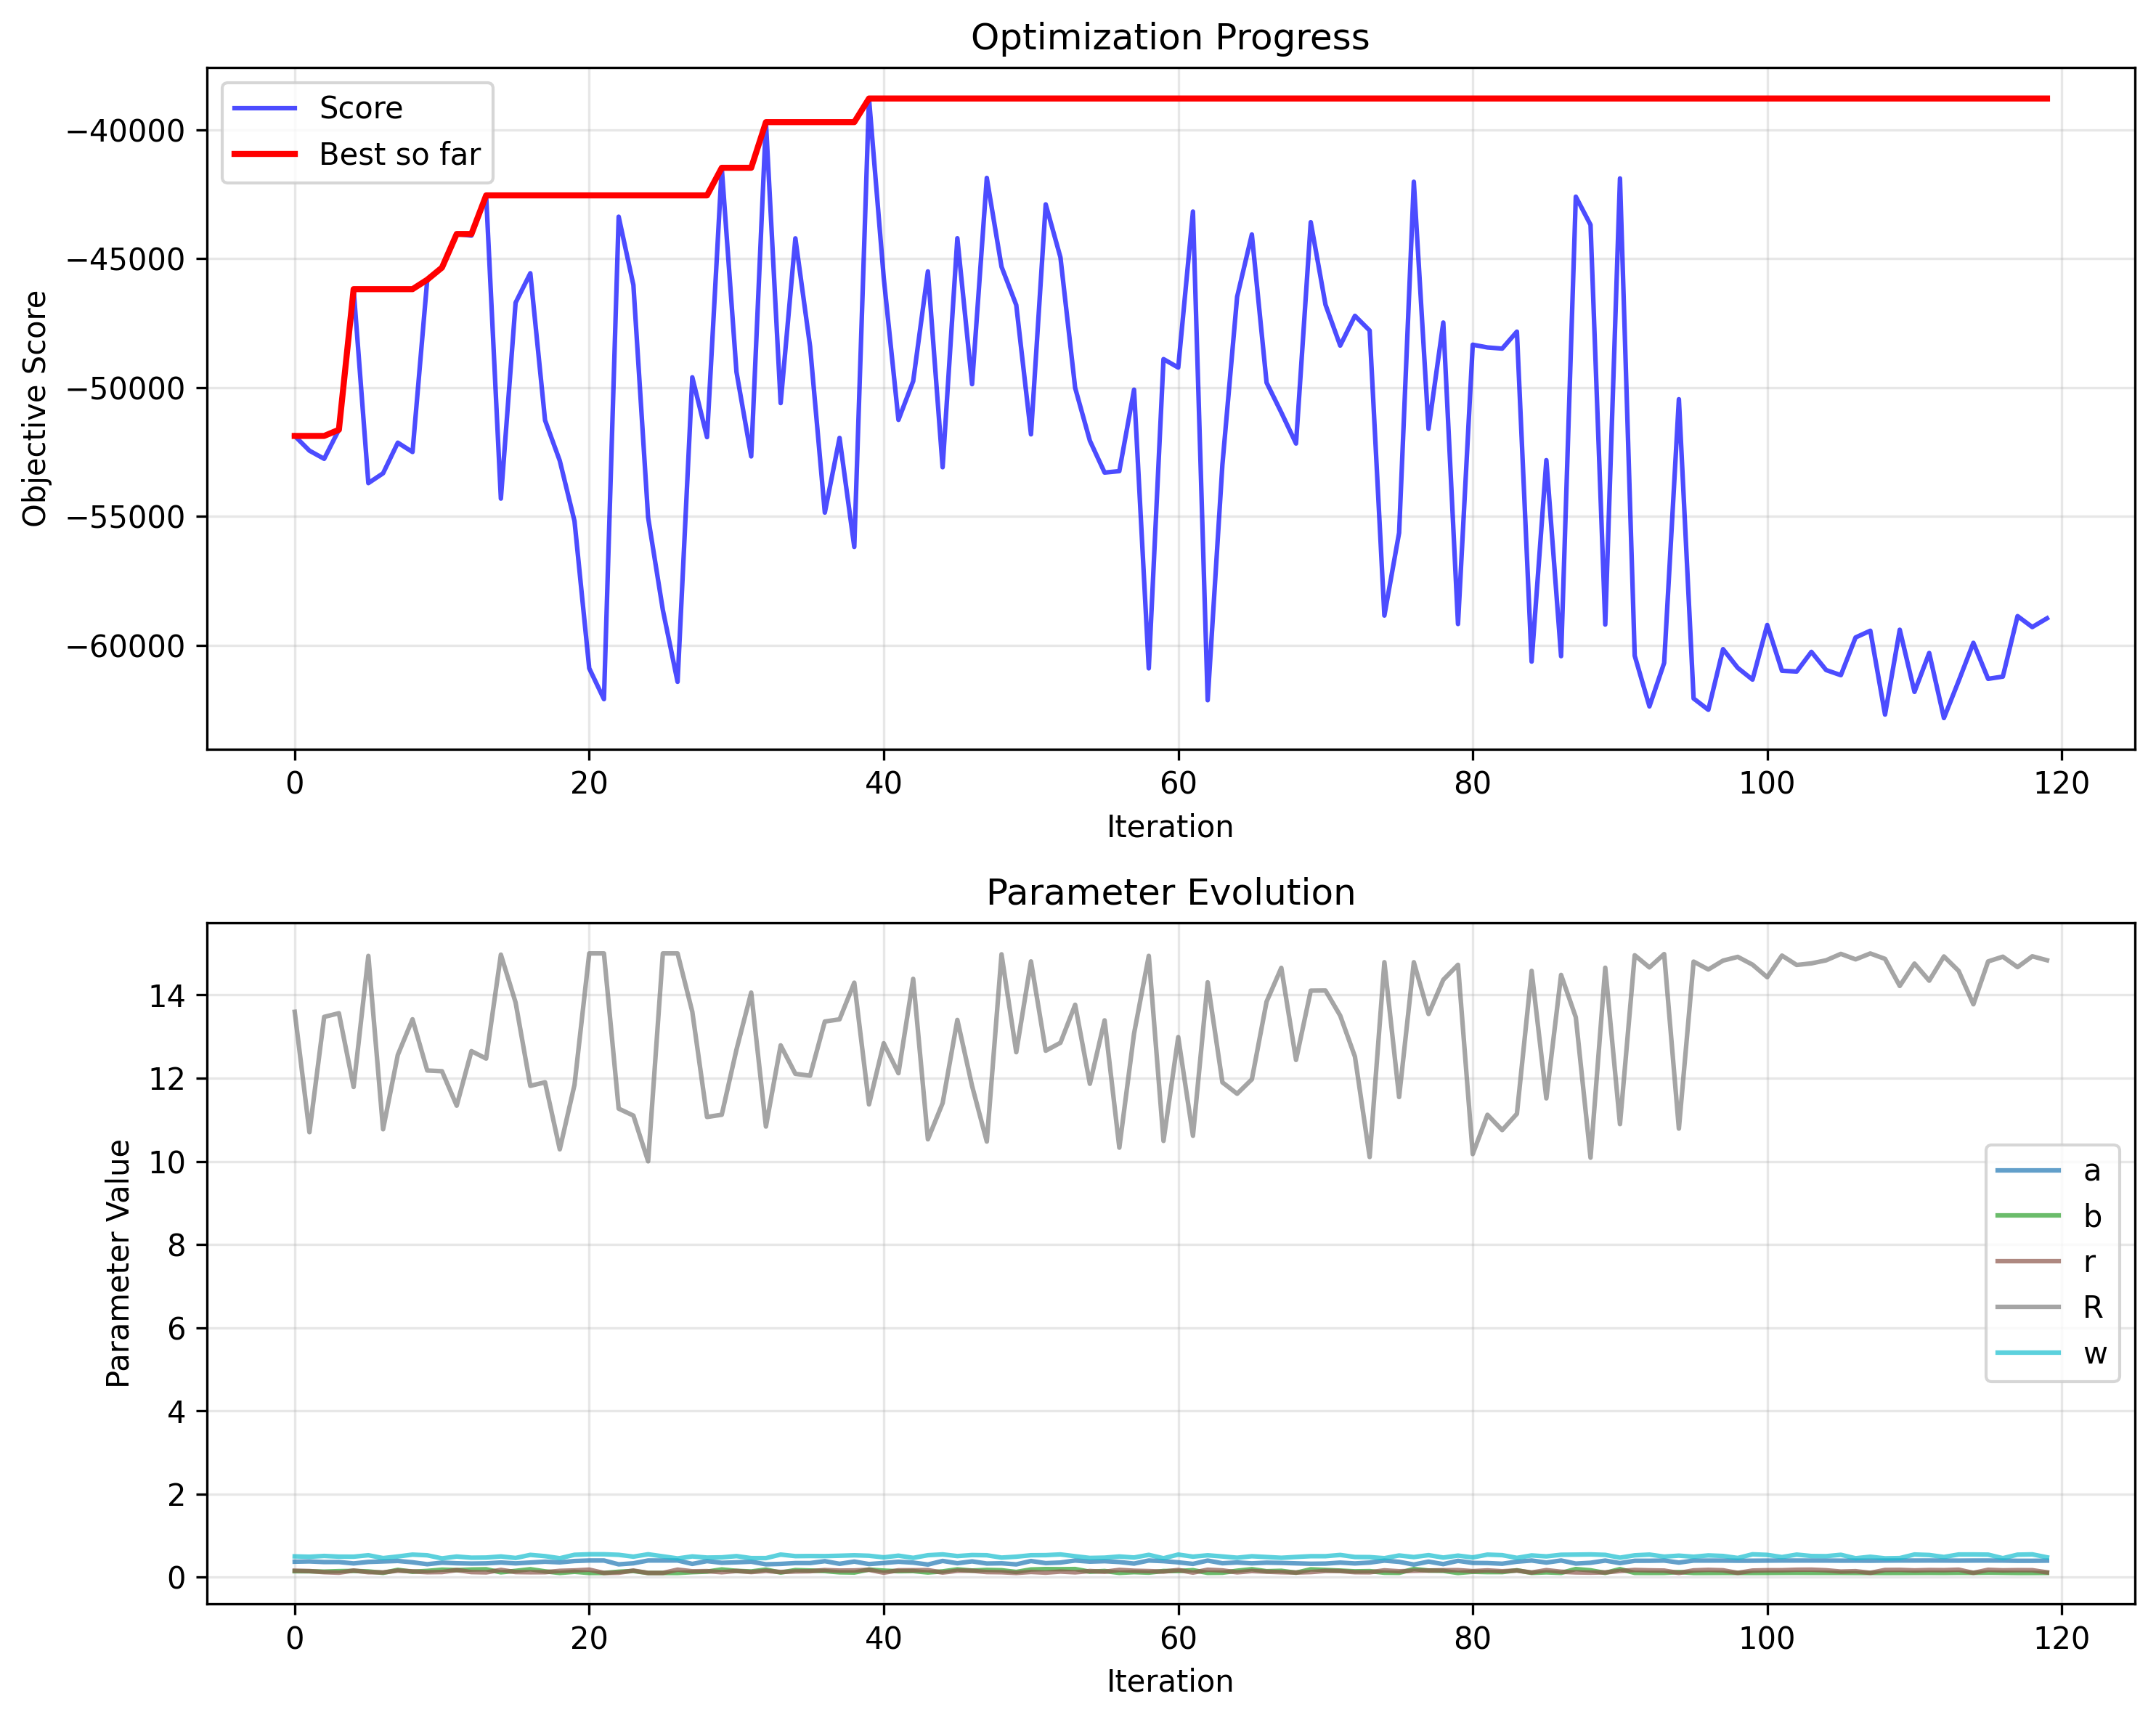 Optimization Progress
Score
Best so far
Objective Score
−40000
−45000
−50000
−55000
−60000
0 20 40 60 80 100 120
Iteration
Parameter Evolution
Parameter Value
14
12
10
8
6
4
2
0
a
b
r
R
w
0 20 40 60 80 100 120
Iteration